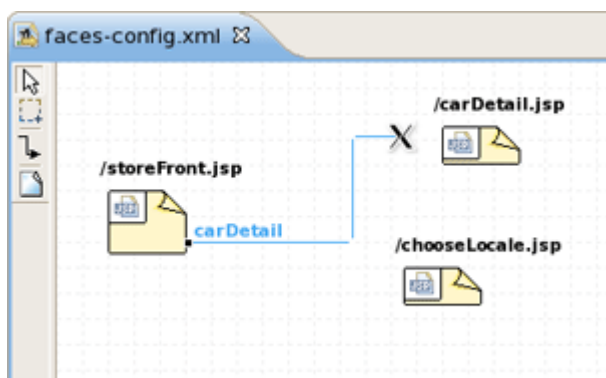 faces-config.xml
/carDetail.jsp
/storeFront.jsp
carDetail
/chooseLocale.jsp